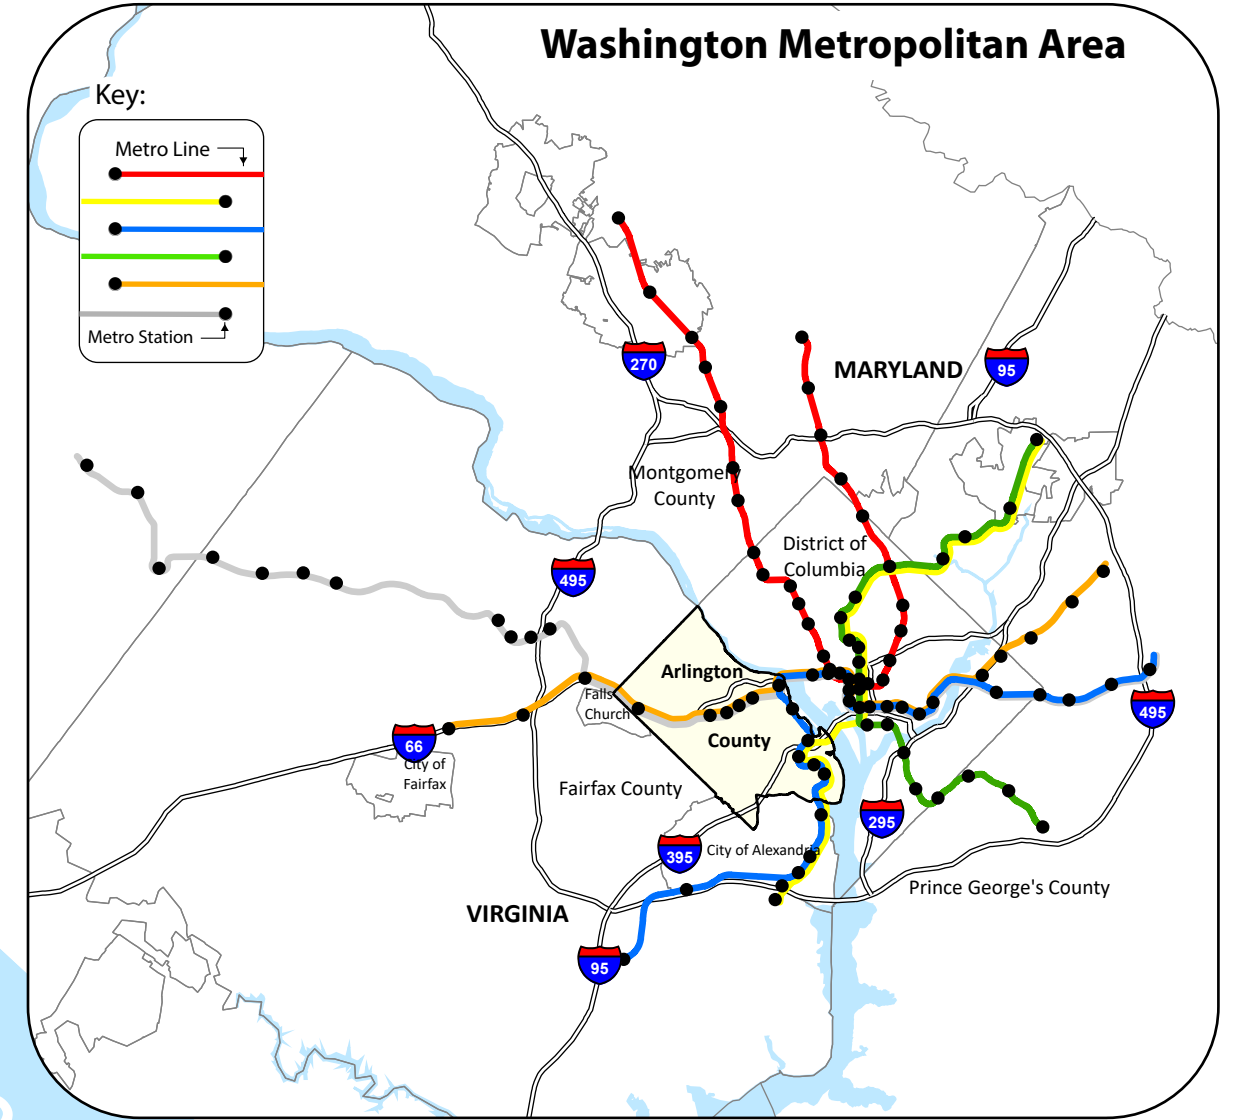 Washington Metropolitan Area
Key:
Metro Line
Metro Station
270
MARYLAND
95
Montgomery
County
District of
Columbia
495
Arlington
County
Falls
Church
495
66
City of
Fairfax
Fairfax County
295
395
City of Alexandria
Prince George's County
VIRGINIA
95